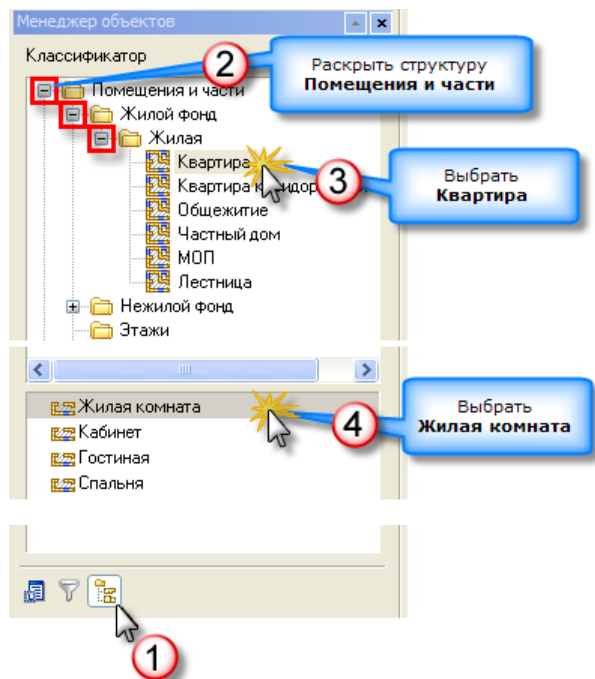 Менеджер объектов
Классификатор
2
Раскрыть структуру
Помещения и части
Помещения и части
Жилой фонд
Жилая
Квартира
3
Выбрать
Квартира
Квартира
Общежитие
Частный дом
МОП
Лестница
Нежилой фонд
Этажи
Жилая комната
4
Выбрать
Жилая комната
Кабинет
Гостиная
Спальня
1